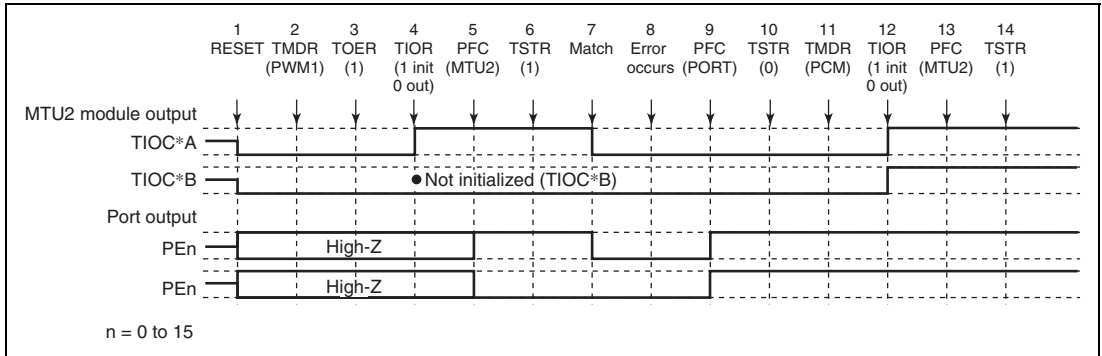 1 2 3 4 5 6 7 8 9 10 11 12 13 14
RESET TMDR TOER TIOR PFC TSTR Match Error PFC TSTR TMDR TIOR PFC TSTR
(PWM1) (1) (1 init (MTU2) (1) occurs (PORT) (0) (PCM) (1 init (MTU2) (1)
0 out) 0 out)
MTU2 module output
TIOC*A
TIOC*B
Not initialized (TIOC*B)
Port output
PEn
High-Z
PEn
High-Z
n = 0 to 15